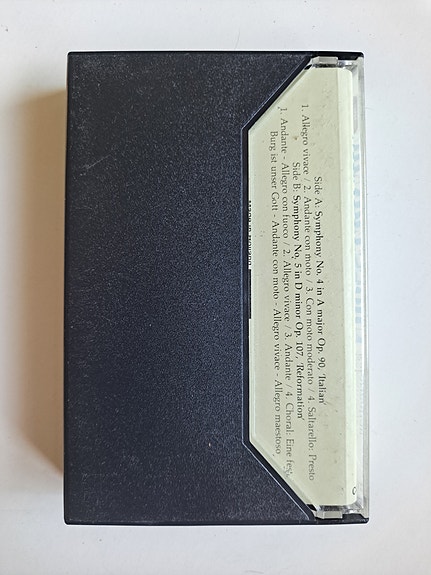 Side A: Symphony No. 4 in A major Op. 90, 'Italian'
1. Allegro vivace / 2. Andante con moto / 3. Con moto moderato / 4. Saltarello: Presto
Side B: Symphony No. 5 in D minor Op. 107, 'Reformation'
1. Andante - Allegro con fuoco / 2. Allegro vivace / 3. Andante / 4. Choral: Eine fest'
Burg ist unser Gott - Andante con moto - Allegro vivace - Allegro maestoso